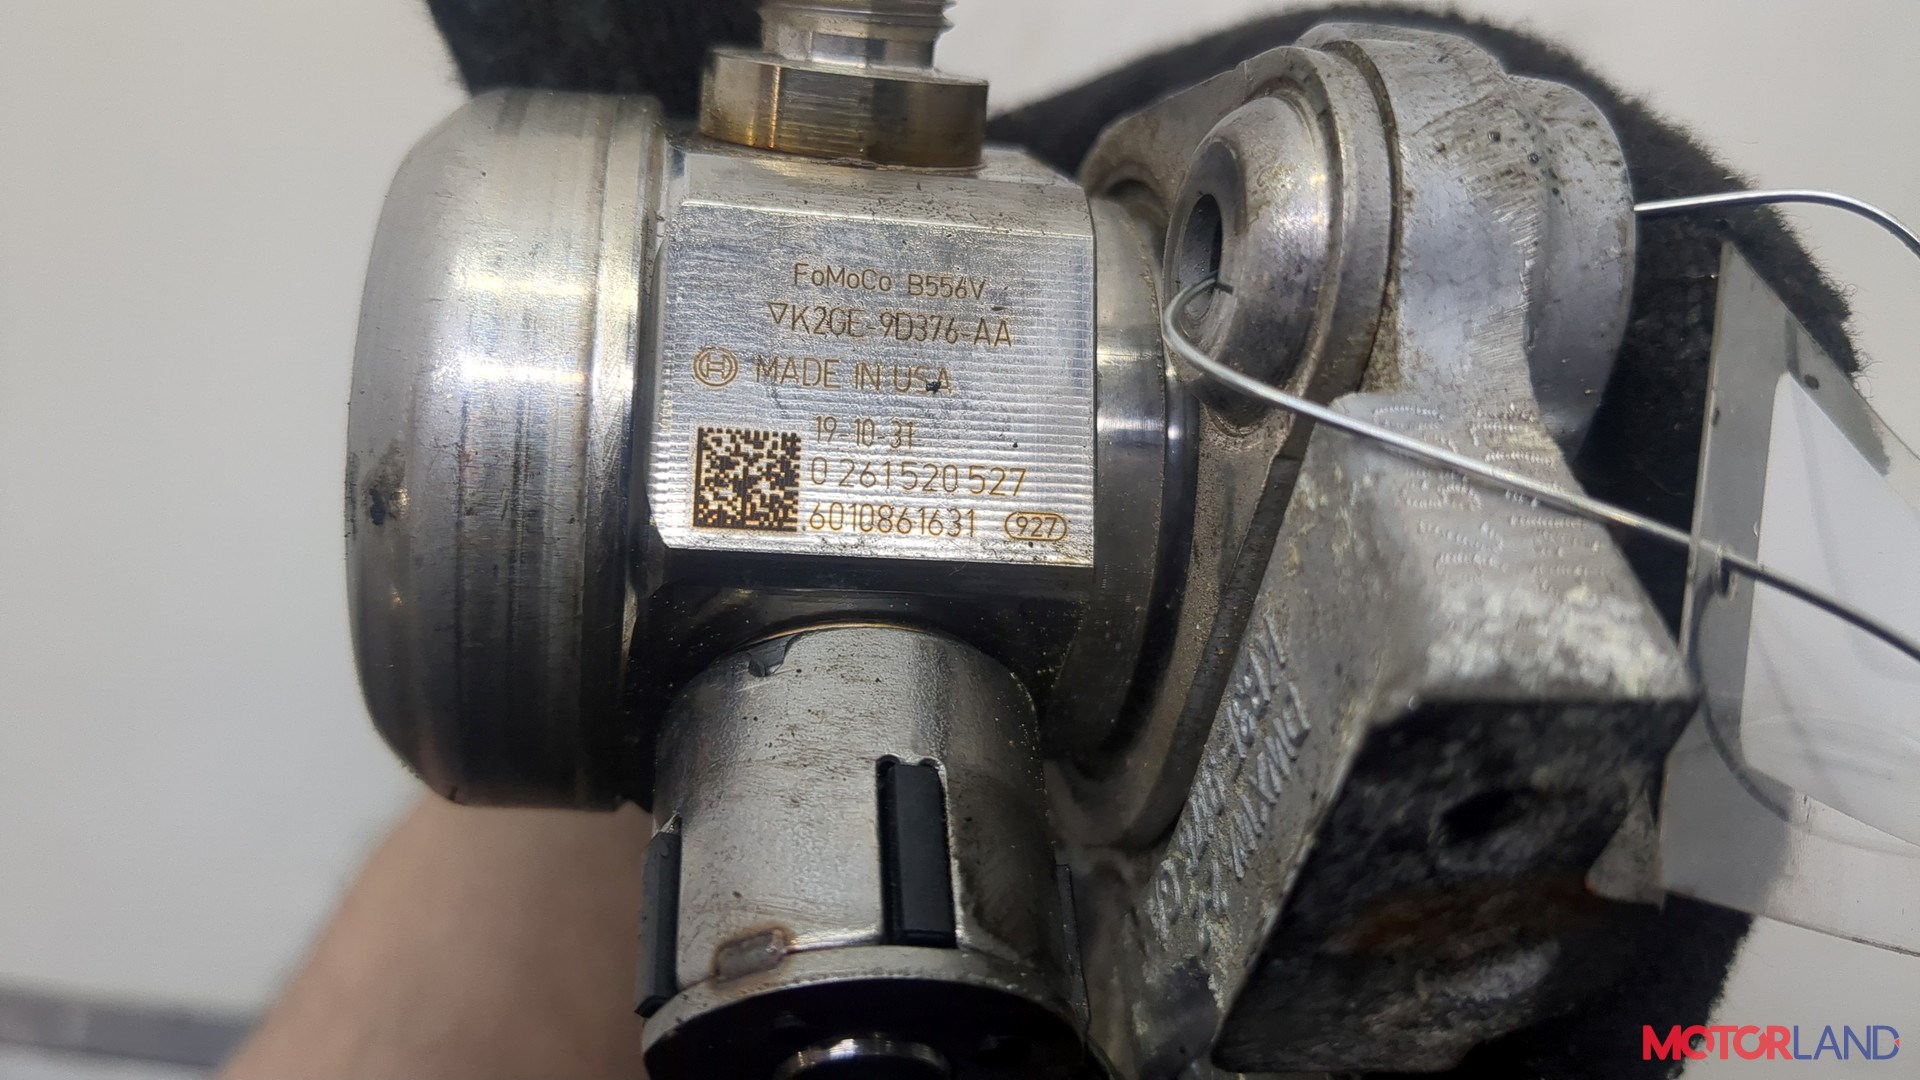 FoMoCo B556V
▽K2GE-9D376-AA
H MADE IN USA
19-10-31
0 261 520 527
6010861631 927
MOTORLAND